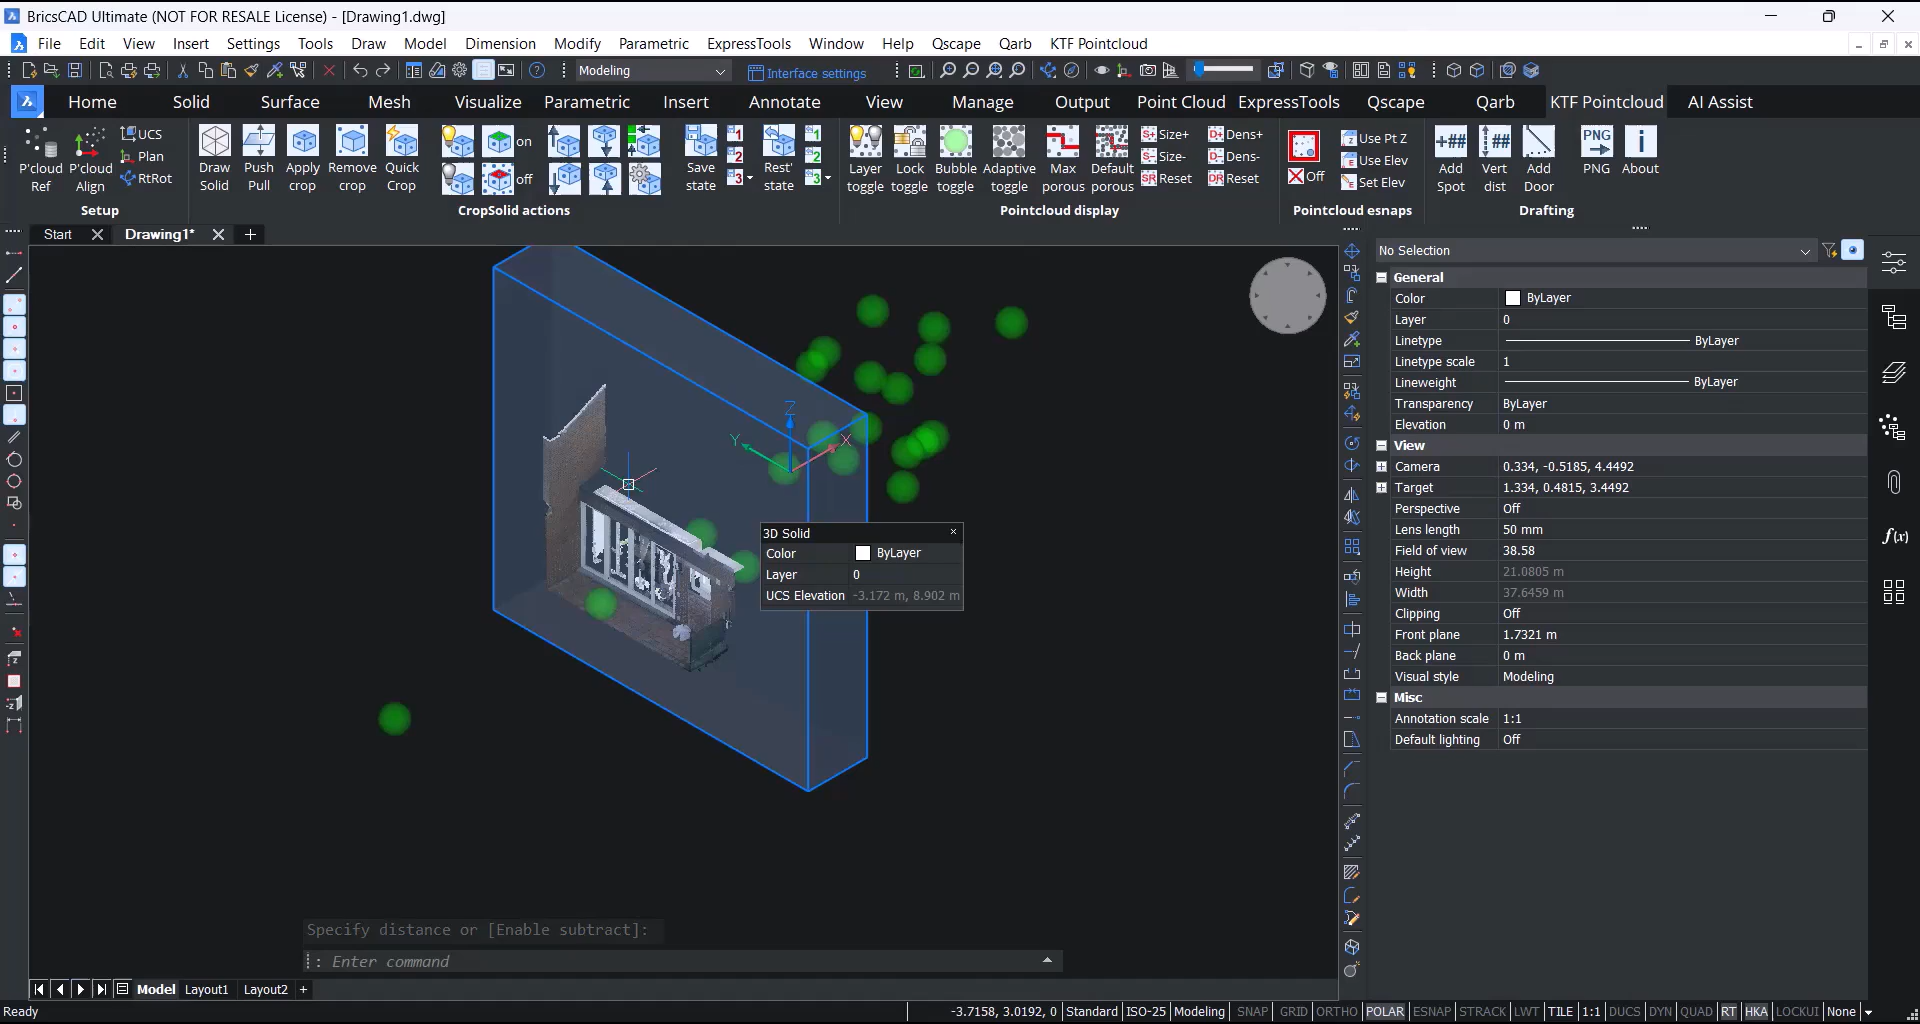 BricsCAD Ultimate (NOT FOR RESALE License) - [Drawing1.dwg]
File Edit View Insert Settings Tools Draw Model Dimension Modify Parametric ExpressTools Window Help Qscape Qarb KTF Pointcloud
Modeling Interface settings
Home Solid Surface Mesh Visualize Parametric Insert Annotate View Manage Output Point Cloud ExpressTools Qscape Qarb KTF Pointcloud AI Assist
P'cloud Ref
P'cloud Align
UCS
Plan
RtRot
Setup
Draw Solid
Push Pull
Apply crop
Remove crop
Quick Crop
on
off
Save state
1
2
3
Rest' state
1
2
3
CropSolid actions
Layer toggle
Lock toggle
Bubble toggle
Adaptive toggle
Max porous
Default porous
S+ Size+
S- Size-
SR Reset
D+ Dens+
D- Dens-
DR Reset
Pointcloud display
Off
Use Pt Z
Use Elev
Set Elev
Pointcloud esnaps
+## Add Spot
## Vert dist
Add Door
PNG PNG
i About
Drafting
Start Drawing1* +
Z
Y
X
3D Solid
Color ByLayer
Layer 0
UCS Elevation -3.172 m, 8.902 m
No Selection
General
Color ByLayer
Layer 0
Linetype ByLayer
Linetype scale 1
Lineweight ByLayer
Transparency ByLayer
Elevation 0 m
View
Camera 0.334, -0.5185, 4.4492
Target 1.334, 0.4815, 3.4492
Perspective Off
Lens length 50 mm
Field of view 38.58
Height 21.0805 m
Width 37.6459 m
Clipping Off
Front plane 1.7321 m
Back plane 0 m
Visual style Modeling
Misc
Annotation scale 1:1
Default lighting Off
f(x)
Specify distance or [Enable subtract]:
: Enter command
Model Layout1 Layout2 +
Ready -3.7158, 3.0192, 0 Standard ISO-25 Modeling SNAP GRID ORTHO POLAR ESNAP STRACK LWT TILE 1:1 DUCS DYN QUAD RT HKA LOCKUI None